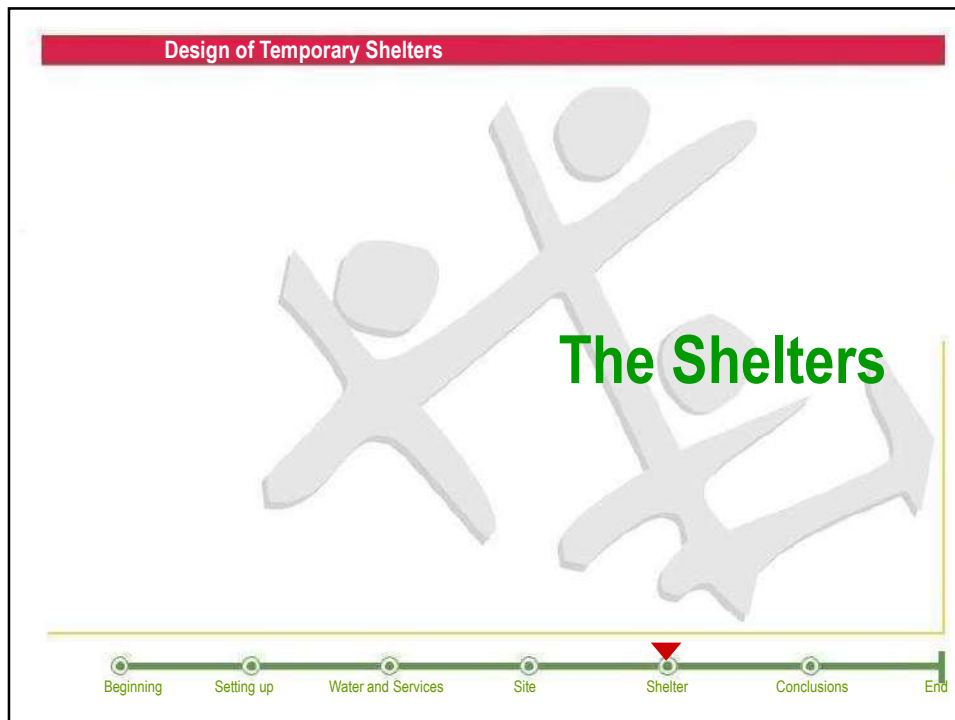 Design of Temporary Shelters
The Shelters
Beginning Setting up Water and Services Site Shelter Conclusions End